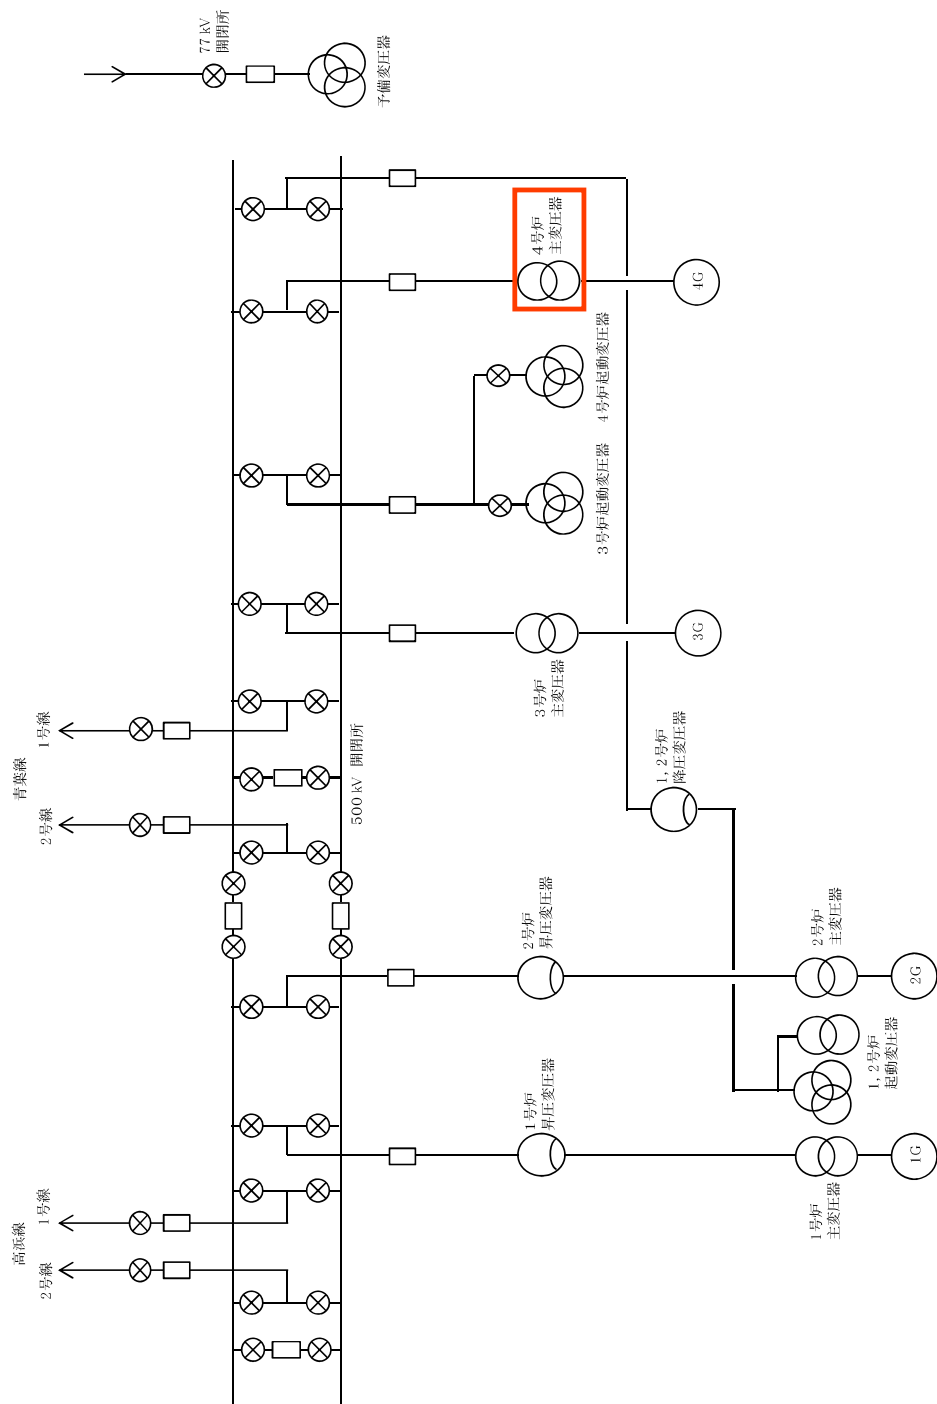 77 kV
開閉所
予備変圧器
4号炉
主変圧器
4G
4号炉起動変圧器
3号炉起動変圧器
3G
3号炉
主変圧器
青葉線
1号線
2号線
500 kV 開閉所
1, 2号炉
降圧変圧器
2号炉
昇圧変圧器
2号炉
主変圧器
2G
1, 2号炉
起動変圧器
1号炉
昇圧変圧器
1G
1号炉
主変圧器
高浜線
1号線
2号線